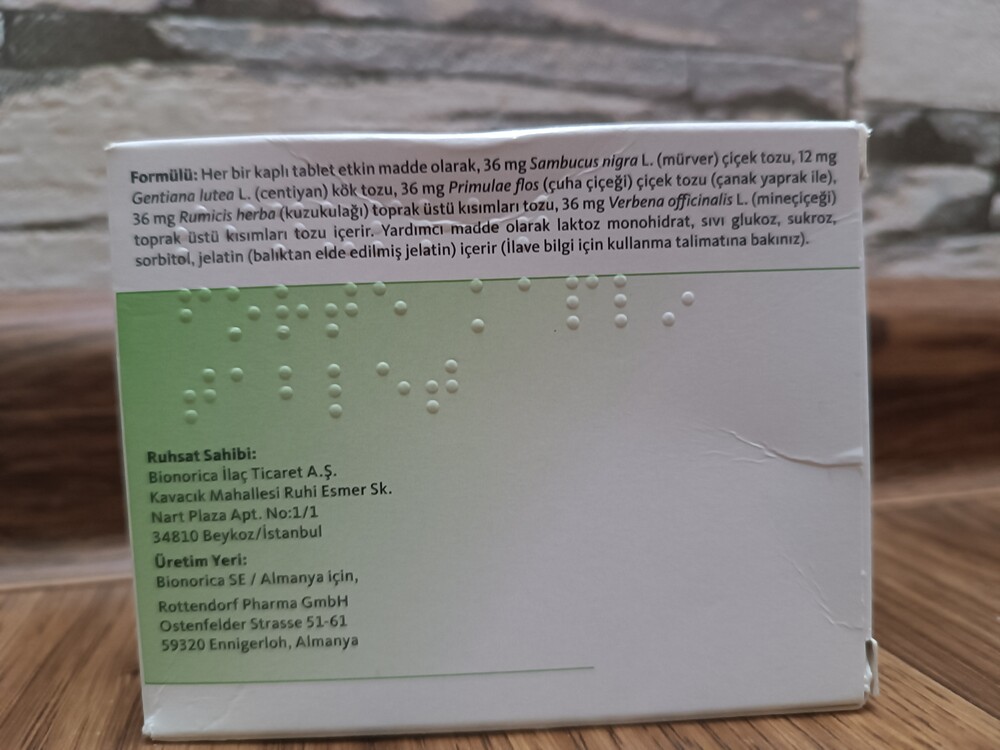 Formülü: Her bir kaplı tablet etkin madde olarak, 36 mg Sambucus nigra L. (mürver) çiçek tozu, 12 mg
Gentiana lutea L. (centiyan) kök tozu, 36 mg Primulae flos (çuha çiçeği) çiçek tozu (çanak yaprak ile),
36 mg Rumicis herba (kuzukulağı) toprak üstü kısımları tozu, 36 mg Verbena officinalis L. (mineçiçeği)
toprak üstü kısımları tozu içerir. Yardımcı madde olarak laktoz monohidrat, sıvı glukoz, sukroz,
sorbitol, jelatin (balıktan elde edilmiş jelatin) içerir (İlave bilgi için kullanma talimatına bakınız).
Ruhsat Sahibi:
Bionorica İlaç Ticaret A.Ş.
Kavacık Mahallesi Ruhi Esmer Sk.
Nart Plaza Apt. No:1/1
34810 Beykoz/İstanbul
Üretim Yeri:
Bionorica SE / Almanya için,
Rottendorf Pharma GmbH
Ostenfelder Strasse 51-61
59320 Ennigerloh, Almanya